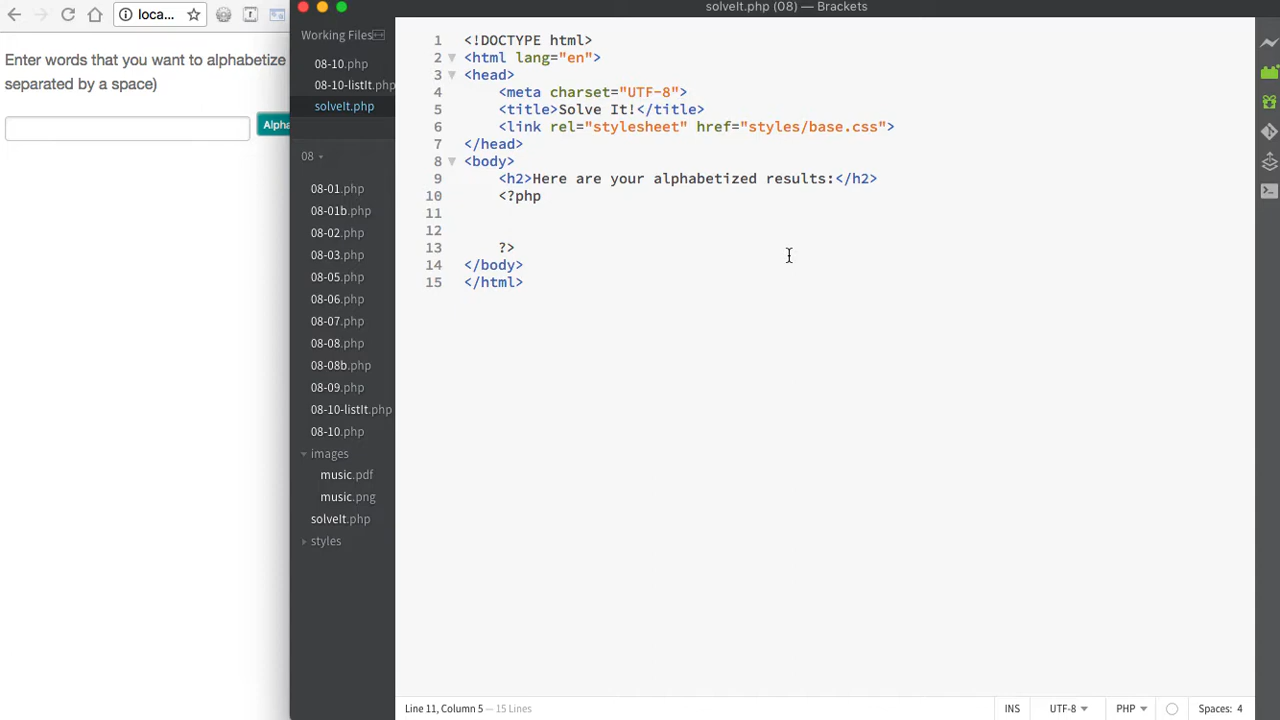 solveIt.php (08) — Brackets
loca...
Enter words that you want to alphabetize
separated by a space)
Alpha
Working Files
08-10.php
08-10-listIt.php
solveIt.php
08
08-01.php
08-01b.php
08-02.php
08-03.php
08-05.php
08-06.php
08-07.php
08-08.php
08-08b.php
08-09.php
08-10-listIt.php
08-10.php
images
music.pdf
music.png
solveIt.php
styles
1 <!DOCTYPE html>
2 <html lang="en">
3 <head>
4 <meta charset="UTF-8">
5 <title>Solve It!</title>
6 <link rel="stylesheet" href="styles/base.css">
7 </head>
8 <body>
9 <h2>Here are your alphabetized results:</h2>
10 <?php
11
12
13 ?>
14 </body>
15 </html>
Line 11, Column 5 — 15 Lines
INS UTF-8 PHP Spaces: 4